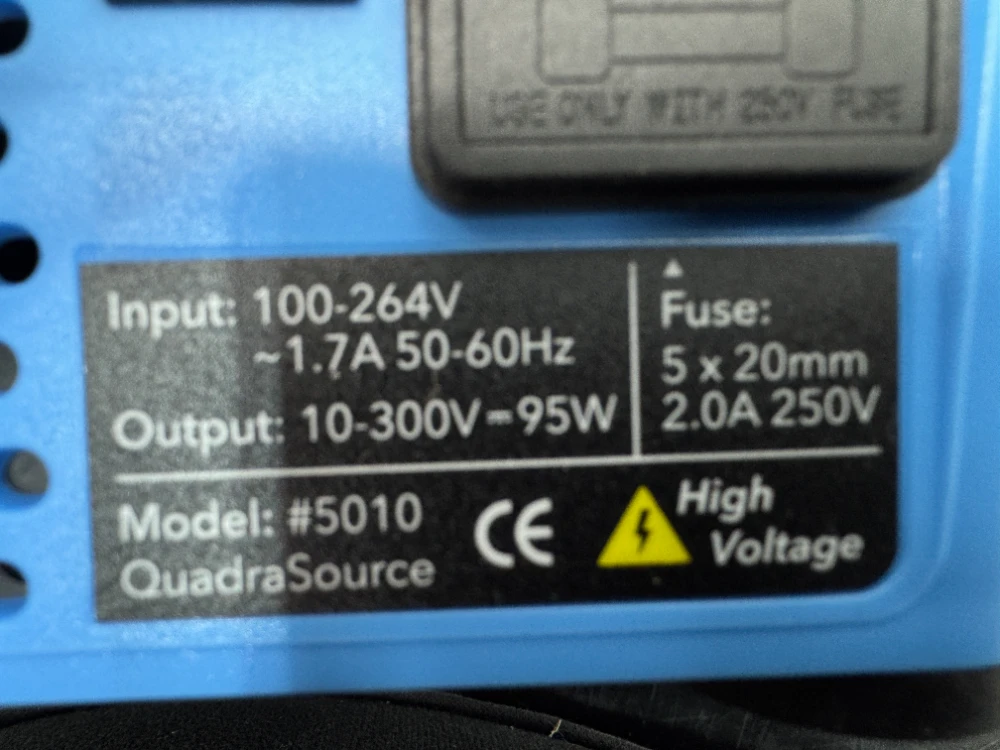 USE ONLY WITH 250V FUSE
Input: 100-264V
~1.7A 50-60Hz
Output: 10-300V⎓95W
Fuse:
5 x 20mm
2.0A 250V
Model: #5010
QuadraSource
CE
High
Voltage